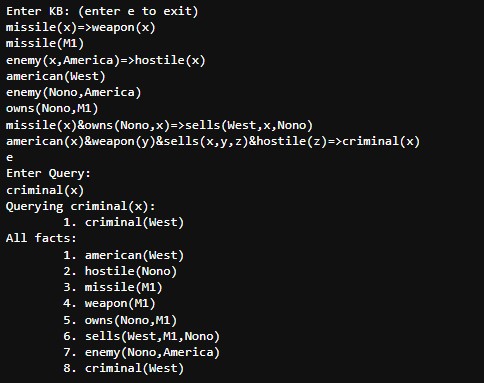 Enter KB: (enter e to exit)
missile(x)=>weapon(x)
missile(M1)
enemy(x,America)=>hostile(x)
american(West)
enemy(Nono,America)
owns(Nono,M1)
missile(x)&owns(Nono,x)=>sells(West,x,Nono)
american(x)&weapon(y)&sells(x,y,z)&hostile(z)=>criminal(x)
e
Enter Query:
criminal(x)
Querying criminal(x):
1. criminal(West)
All facts:
1. american(West)
2. hostile(Nono)
3. missile(M1)
4. weapon(M1)
5. owns(Nono,M1)
6. sells(West,M1,Nono)
7. enemy(Nono,America)
8. criminal(West)